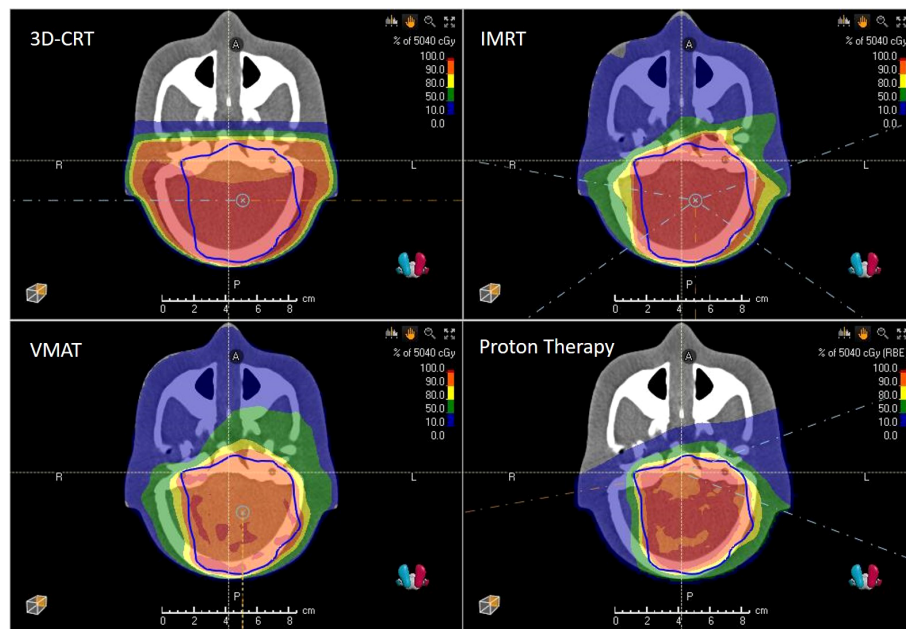 3D-CRT
A
% of 5040 cGy
100.0
90.0
80.0
50.0
10.0
0.0
R
L
P
0 2 4 6 8 cm
IMRT
A
% of 5040 cGy
100.0
90.0
80.0
50.0
10.0
0.0
R
L
P
0 2 4 6 8 cm
VMAT
A
% of 5040 cGy
100.0
90.0
80.0
50.0
10.0
0.0
R
L
P
0 2 4 6 8 cm
Proton Therapy
A
% of 5040 cGy (RBE
100.0
90.0
80.0
50.0
10.0
0.0
R
L
P
0 2 4 6 8 cm